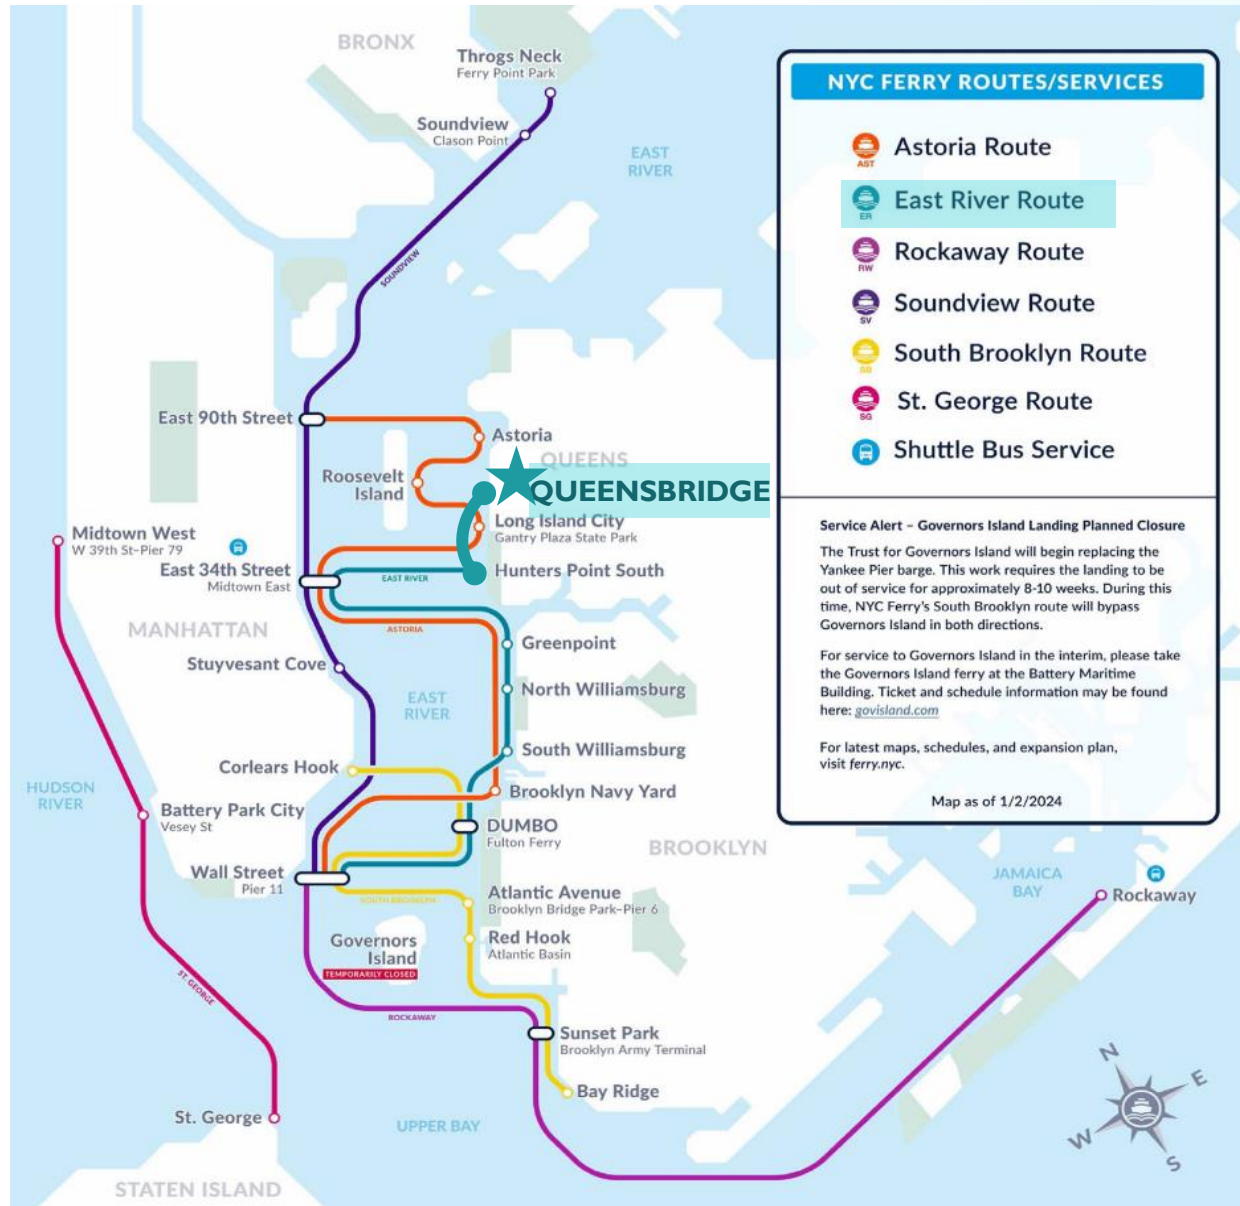 BRONX
Throgs Neck
Ferry Point Park
Soundview
Clason Point
EAST
RIVER
SOUNDVIEW
East 90th Street
Astoria
QUEENS
Roosevelt
Island
QUEENSBRIDGE
Long Island City
Gantry Plaza State Park
Midtown West
W 39th St–Pier 79
East 34th Street
Midtown East
EAST RIVER
Hunters Point South
MANHATTAN
ASTORIA
Greenpoint
Stuyvesant Cove
North Williamsburg
EAST
RIVER
South Williamsburg
Corlears Hook
Brooklyn Navy Yard
HUDSON
RIVER
Battery Park City
Vesey St
DUMBO
Fulton Ferry
BROOKLYN
Wall Street
Pier 11
SOUTH BROOKLYN
Atlantic Avenue
Brooklyn Bridge Park–Pier 6
JAMAICA
BAY
Rockaway
Governors
Island
TEMPORARILY CLOSED
Red Hook
Atlantic Basin
ST. GEORGE
ROCKAWAY
Sunset Park
Brooklyn Army Terminal
Bay Ridge
St. George
UPPER BAY
STATEN ISLAND
NYC FERRY ROUTES/SERVICES
AST
Astoria Route
ER
East River Route
RW
Rockaway Route
SV
Soundview Route
SB
South Brooklyn Route
SG
St. George Route
Shuttle Bus Service
Service Alert – Governors Island Landing Planned Closure
The Trust for Governors Island will begin replacing the
Yankee Pier barge. This work requires the landing to be
out of service for approximately 8-10 weeks. During this
time, NYC Ferry's South Brooklyn route will bypass
Governors Island in both directions.
For service to Governors Island in the interim, please take
the Governors Island ferry at the Battery Maritime
Building. Ticket and schedule information may be found
here: govisland.com
For latest maps, schedules, and expansion plan,
visit ferry.nyc.
Map as of 1/2/2024
N
E
W
S